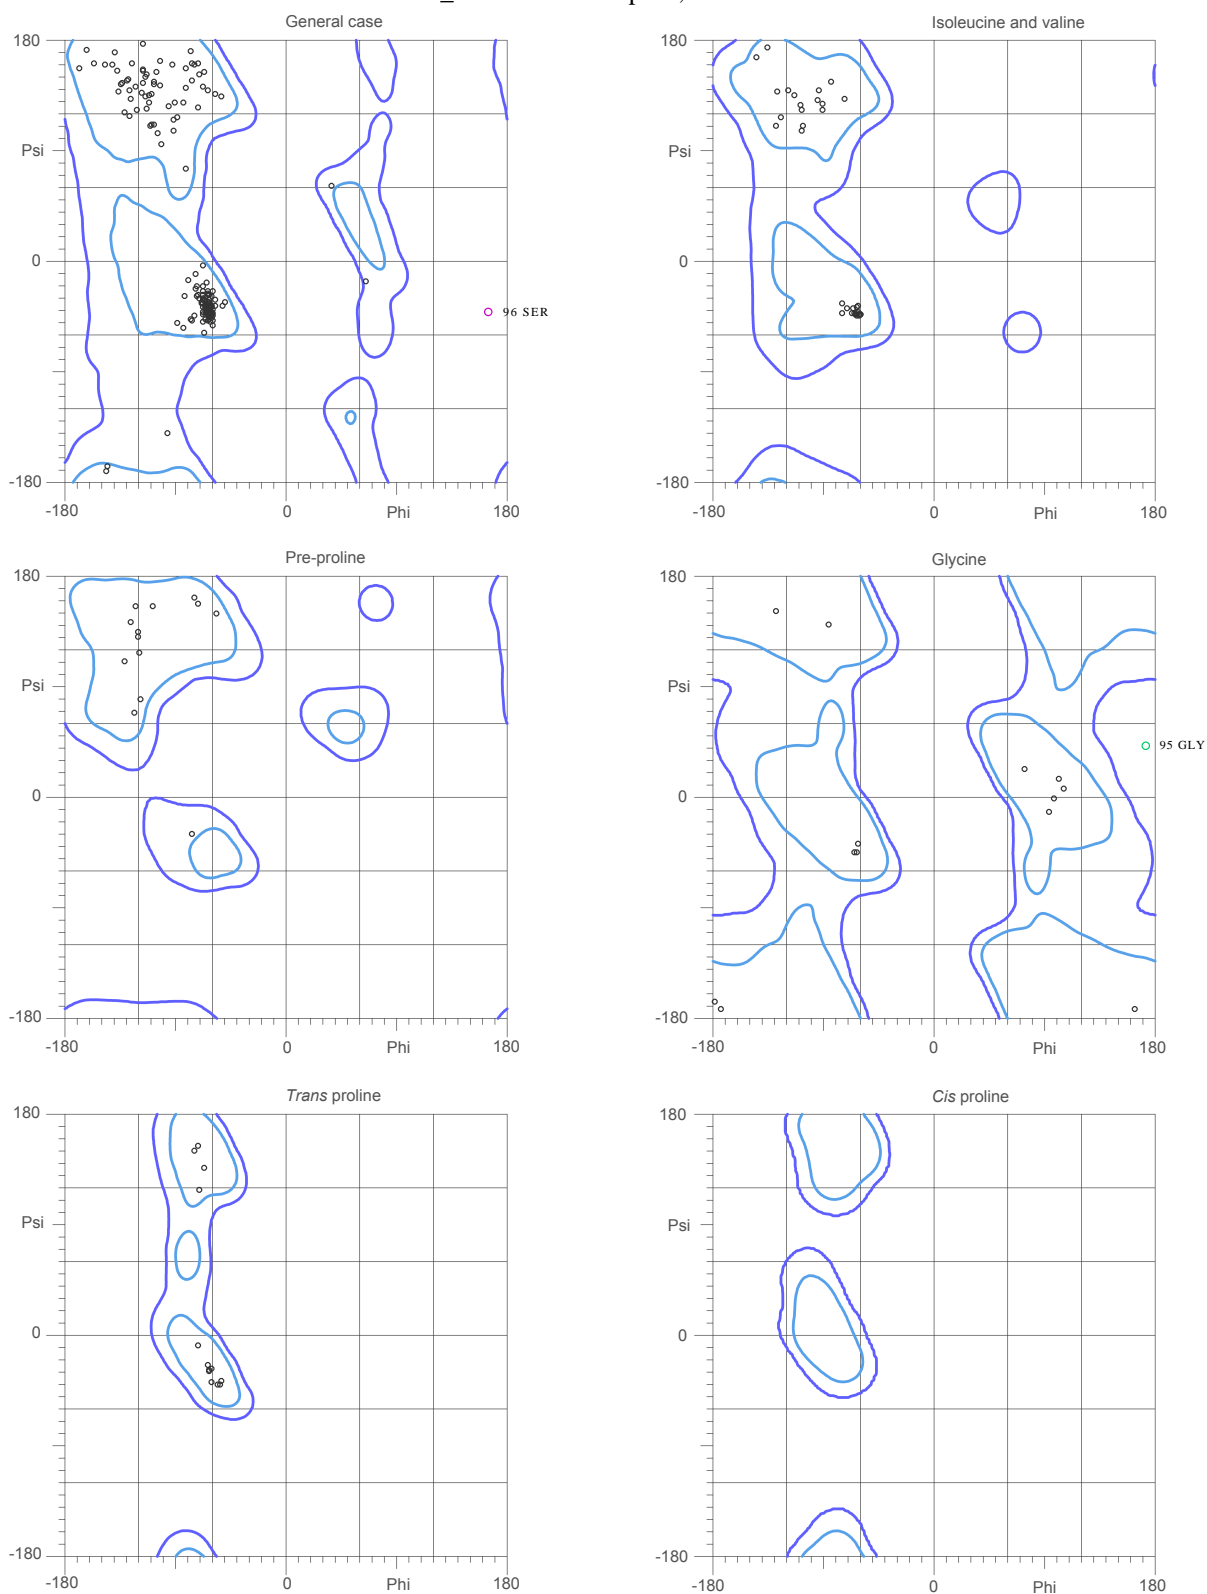 General case
Isoleucine and valine
180
180
Psi
Psi
0
0
96 SER
-180
-180
-180
0
Phi
180
-180
0
Phi
180
Pre-proline
Glycine
180
180
Psi
Psi
95 GLY
0
0
-180
-180
-180
0
Phi
180
-180
0
Phi
180
Trans proline
Cis proline
180
180
Psi
Psi
0
0
-180
-180
-180
0
Phi
180
-180
0
Phi
180